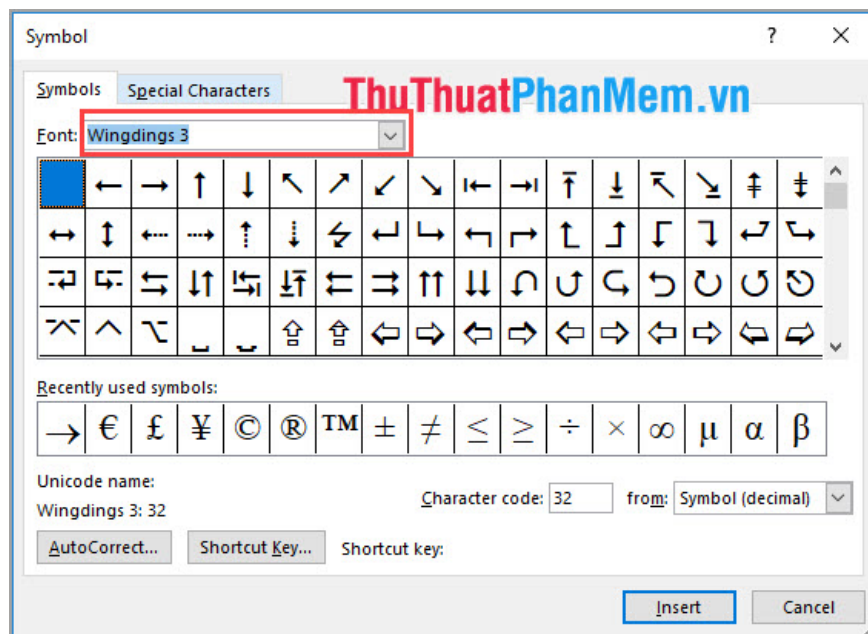 Symbol ? ×
Symbols Special Characters
ThuThuatPhanMem.vn
Font: Wingdings 3
← → ↑ ↓ ↖ ↗ ↙ ↘ ⇤ ⇥ ⤒ ⤓ ↸ ⇲ ⇞ ⇟
↔ ↕ ⇠ ⇢ ⇡ ⇣ ↯ ↵ ↳ ↰ ↱ ↑ ↑ ↓ ↓ ↩ ↪
⇆ ⇅ ↹ ⇇ ⇉ ⇈ ⇊ ↻ ↺
⌤ ⌃ ⌥ ⎵ ⇪ ⇪ ⇦ ⇨ ⇦ ⇨ ⇦ ⇨ ⇦ ⇨ ⇦ ⇨
Recently used symbols:
→ € £ ¥ © ® ™ ± ≠ ≤ ≥ ÷ × ∞ µ α β
Unicode name:
Wingdings 3: 32
Character code: 32 from: Symbol (decimal)
AutoCorrect... Shortcut Key... Shortcut key:
Insert Cancel